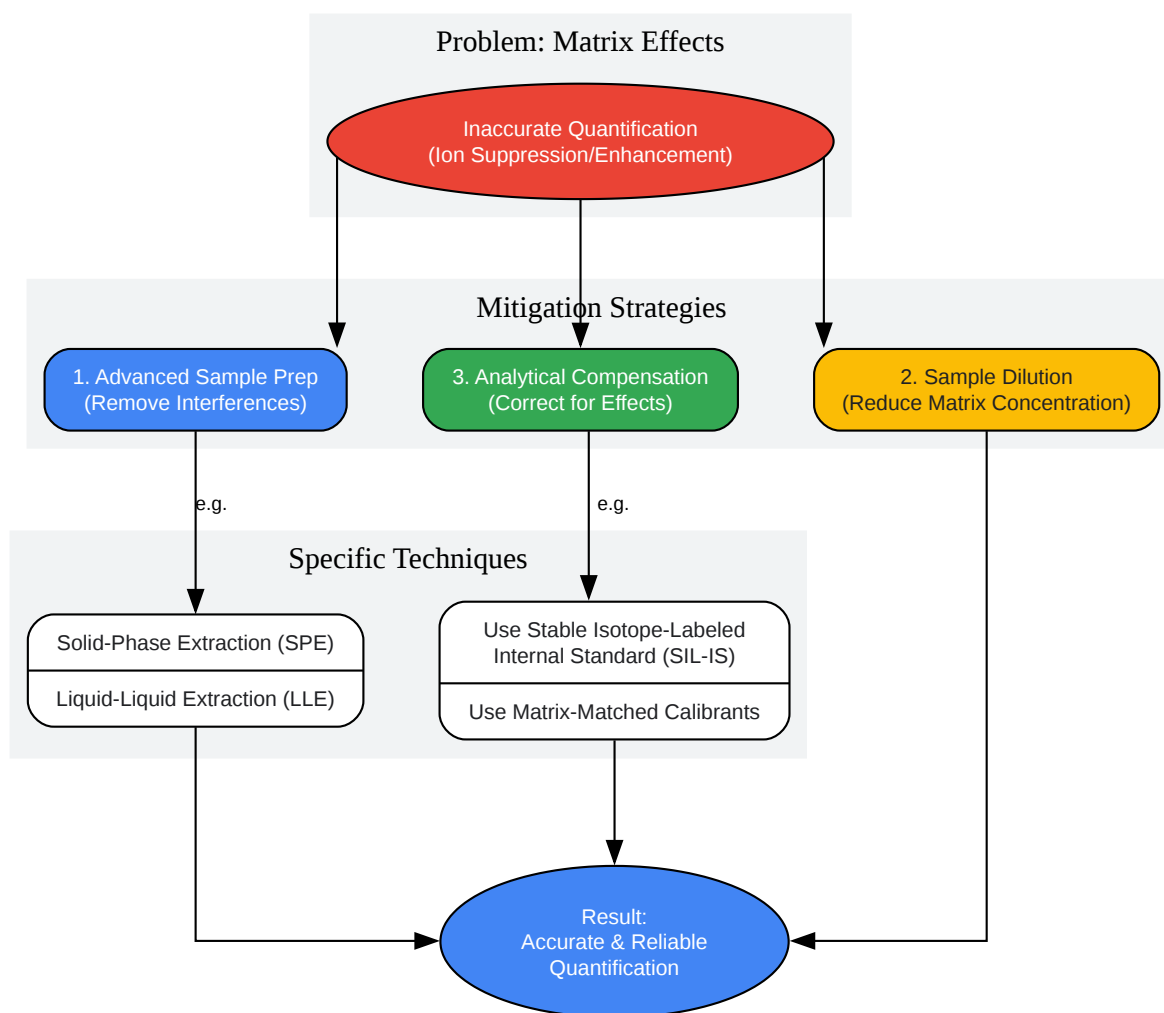 Problem: Matrix Effects
Inaccurate Quantification
(Ion Suppression/Enhancement)
Mitigation Strategies
1. Advanced Sample Prep
(Remove Interferences)
3. Analytical Compensation
(Correct for Effects)
2. Sample Dilution
(Reduce Matrix Concentration)
e.g.
e.g.
Specific Techniques
Solid-Phase Extraction (SPE)
Liquid-Liquid Extraction (LLE)
Use Stable Isotope-Labeled
Internal Standard (SIL-IS)
Use Matrix-Matched Calibrants
Result:
Accurate & Reliable
Quantification